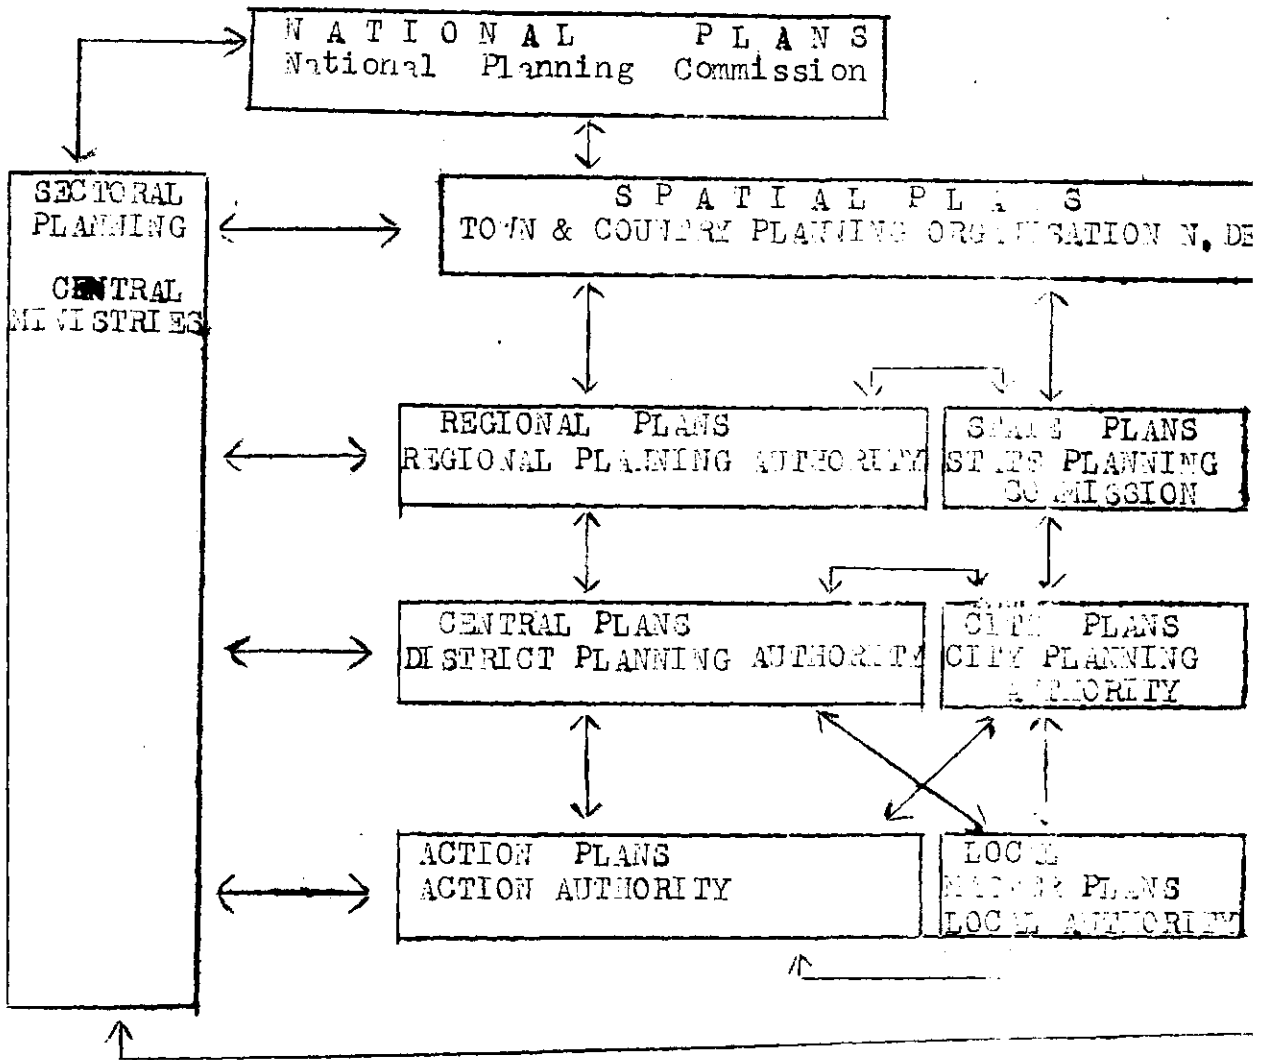 NATIONAL PLANS
National Planning Commission
SECTORAL
PLANNING
CENTRAL
MINISTRIES
SPATIAL PLANS
TOWN & COUNTRY PLANNING ORGANISATION N. DE
REGIONAL PLANS
REGIONAL PLANNING AUTHORITY
STATE PLANS
STATE PLANNING
COMMISSION
CENTRAL PLANS
DISTRICT PLANNING AUTHORITY
CITY PLANS
CITY PLANNING
AUTHORITY
ACTION PLANS
ACTION AUTHORITY
LOCAL
PLANS
LOCAL AUTHORITY